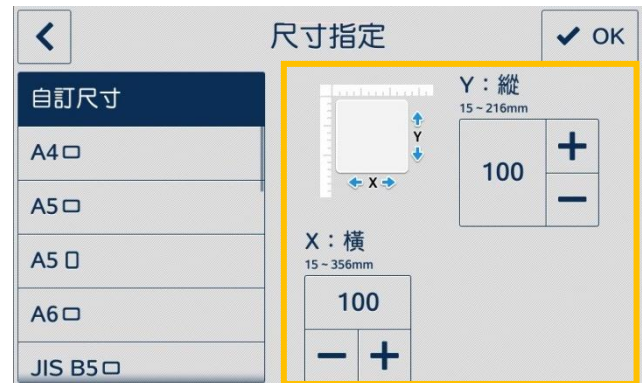 尺寸指定
✔ OK
自訂尺寸
A4
A5
A5
A6
JIS B5
Y:縱
15~216mm
100
+
−
Y
X
X:橫
15~356mm
100
− +